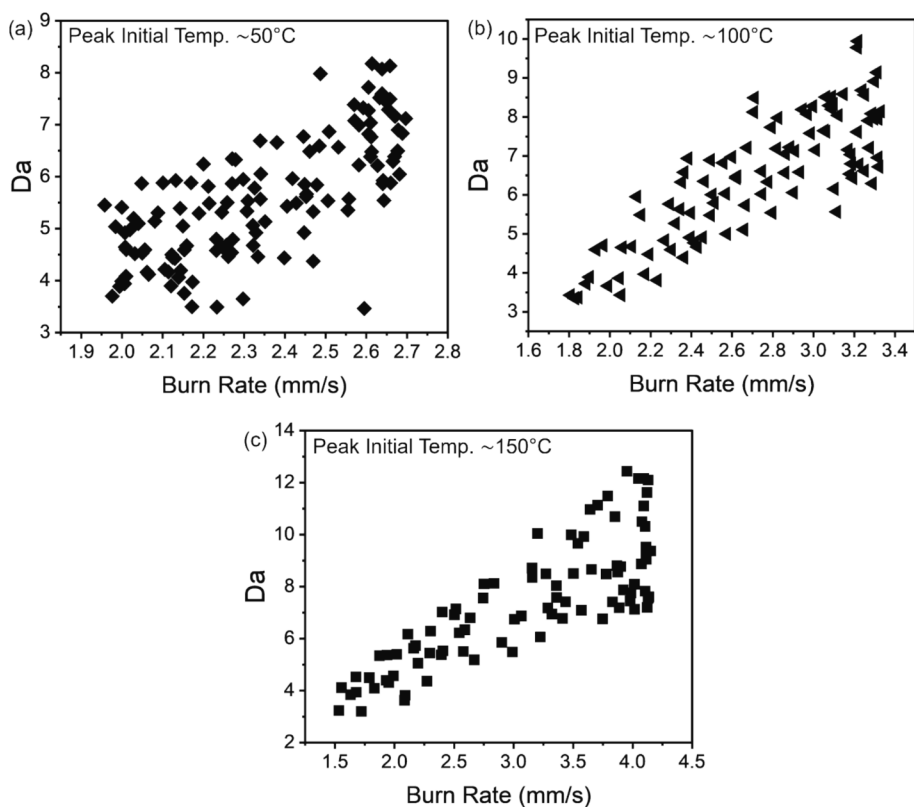 (a)
Peak Initial Temp. ~50°C
Da
9
8
7
6
5
4
3
1.9 2.0 2.1 2.2 2.3 2.4 2.5 2.6 2.7 2.8
Burn Rate (mm/s)
(b)
Peak Initial Temp. ~100°C
Da
10
9
8
7
6
5
4
3
1.6 1.8 2.0 2.2 2.4 2.6 2.8 3.0 3.2 3.4
Burn Rate (mm/s)
(c)
Peak Initial Temp. ~150°C
Da
14
12
10
8
6
4
2
1.5 2.0 2.5 3.0 3.5 4.0 4.5
Burn Rate (mm/s)